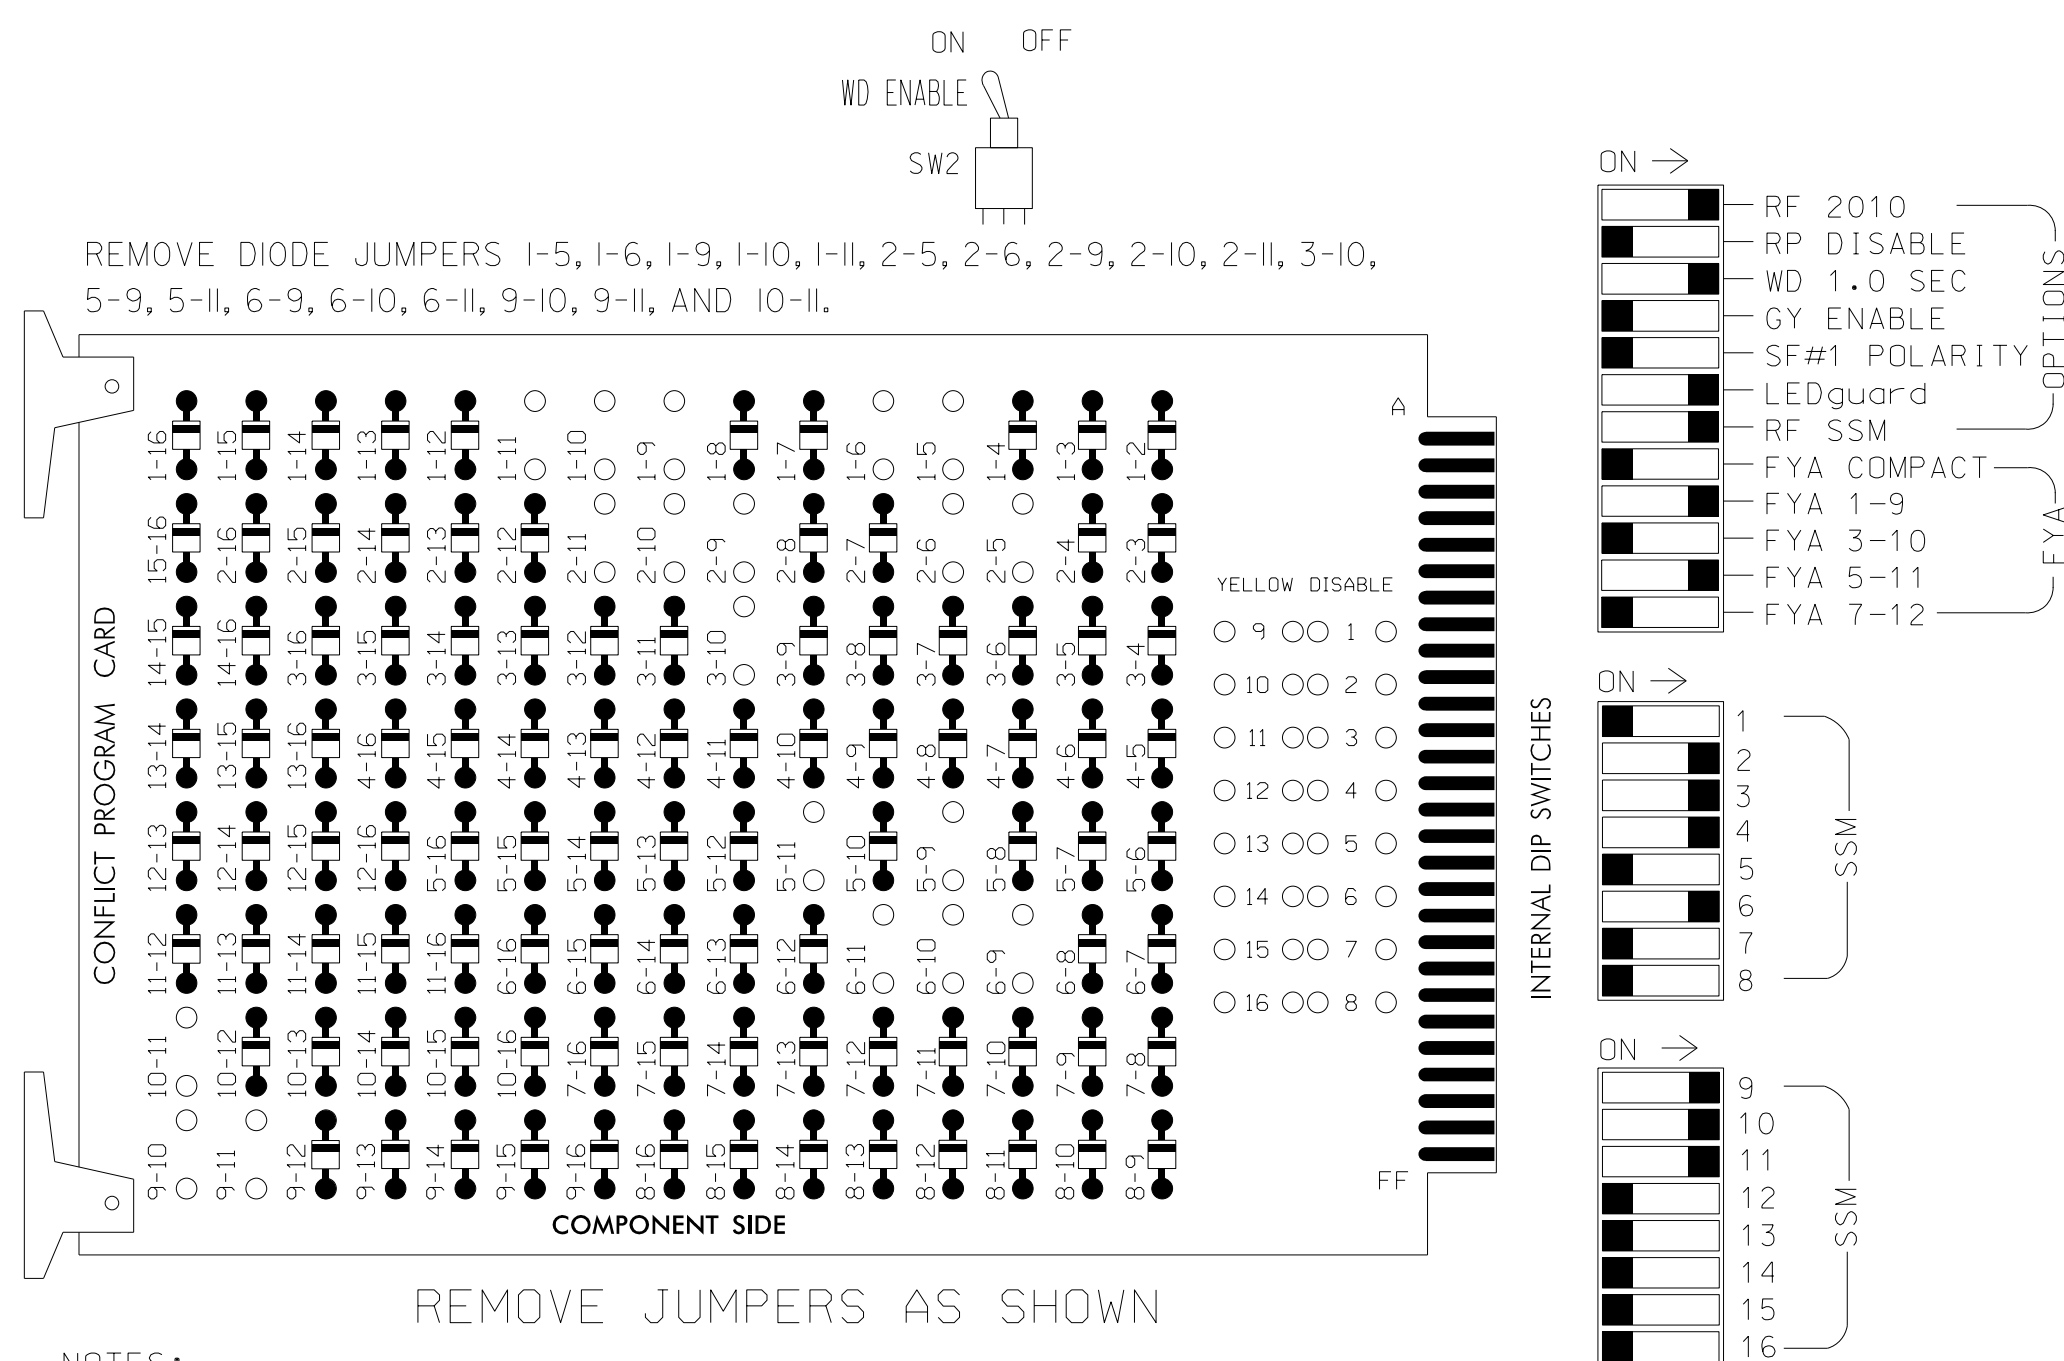 ON OFF
WD ENABLE
SW2
REMOVE DIODE JUMPERS 1-5, 1-6, 1-9, 1-10, 1-11, 2-5, 2-6, 2-9, 2-10, 2-11, 3-10,
5-9, 5-11, 6-9, 6-10, 6-11, 9-10, 9-11, AND 10-11.
CONFLICT PROGRAM CARD
1-16 1-15 1-14 1-13 1-12 1-11 1-10 1-9 1-8 1-7 1-6 1-5 1-4 1-3 1-2
15-16 2-16 2-15 2-14 2-13 2-12 2-11 2-10 2-9 2-8 2-7 2-6 2-5 2-4 2-3
14-15 14-16 3-16 3-15 3-14 3-13 3-12 3-11 3-10 3-9 3-8 3-7 3-6 3-5 3-4
13-14 13-15 13-16 4-16 4-15 4-14 4-13 4-12 4-11 4-10 4-9 4-8 4-7 4-6 4-5
12-13 12-14 12-15 12-16 5-16 5-15 5-14 5-13 5-12 5-11 5-10 5-9 5-8 5-7 5-6
11-12 11-13 11-14 11-15 11-16 6-16 6-15 6-14 6-13 6-12 6-11 6-10 6-9 6-8 6-7
10-11 10-12 10-13 10-14 10-15 10-16 7-16 7-15 7-14 7-13 7-12 7-11 7-10 7-9 7-8
9-10 9-11 9-12 9-13 9-14 9-15 9-16 8-16 8-15 8-14 8-13 8-12 8-11 8-10 8-9
COMPONENT SIDE
YELLOW DISABLE
9 1
10 2
11 3
12 4
13 5
14 6
15 7
16 8
A
FF
REMOVE JUMPERS AS SHOWN
NOTES:
INTERNAL DIP SWITCHES
ON
RF 2010
RP DISABLE
WD 1.0 SEC
GY ENABLE
SF#1 POLARITY
LEDguard
RF SSM
OPTIONS
FYA COMPACT
FYA 1-9
FYA 3-10
FYA 5-11
FYA 7-12
FYA
ON
1
2
3
4
5
6
7
8
SSM
ON
9
10
11
12
13
14
15
16
SSM